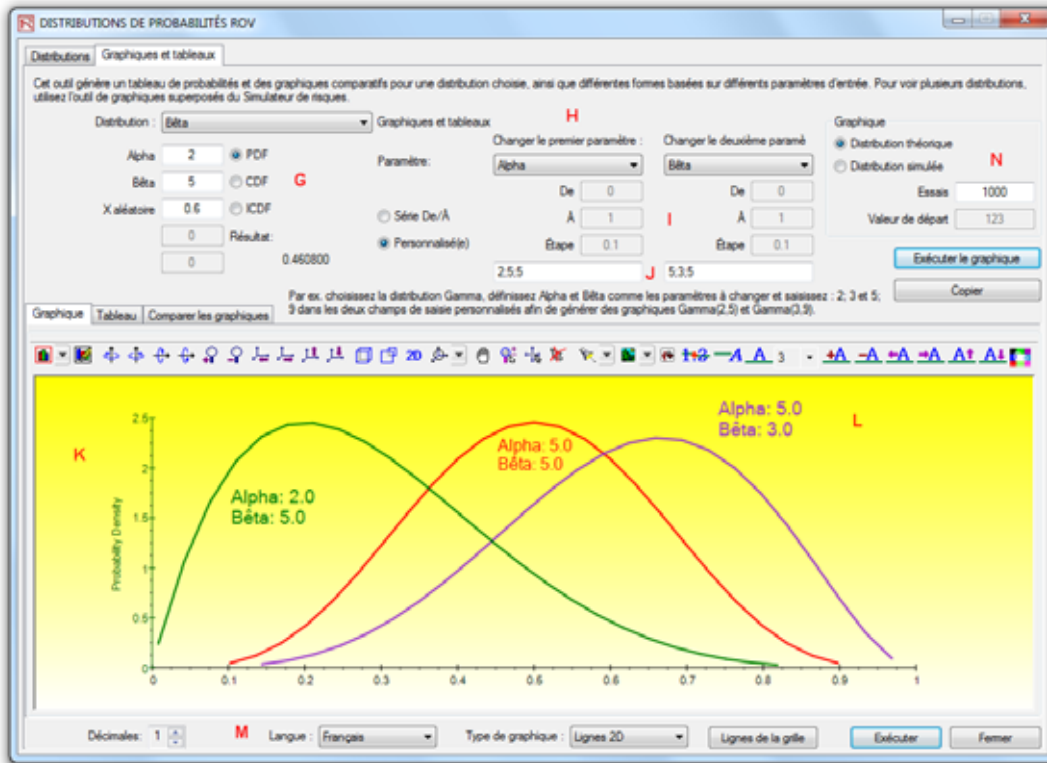 DISTRIBUTIONS DE PROBABILITÉS ROV
Distributions Graphiques et tableaux
Cet outil génère un tableau de probabilités et des graphiques comparatifs pour une distribution choisie, ainsi que différentes formes basées sur différents paramètres d'entrée. Pour voir plusieurs distributions,
utilisez l'outil de graphiques superposés du Simulateur de risques.
Distribution : Bêta Graphiques et tableaux H Graphique
Changer le premier paramètre : Changer le deuxième paramè Distribution théorique
Alpha 2 PDF Paramètre: Alpha Bêta Distribution simulée N
Bêta 5 CDF G De 0 De 0 Essais 1000
X aléatoire 0.6 ICDF Série De/À À 1 I À 1 Valeur de départ 123
0 Résultat: Personnalisé(e) Étape 0.1 Étape 0.1
0 0.460800 2;5;5 J 5;3;5 Exécuter le graphique
Copier
Par ex. choisissez la distribution Gamma, définissez Alpha et Bêta comme les paramètres à changer et saisissez : 2; 3 et 5;
9 dans les deux champs de saisie personnalisés afin de générer des graphiques Gamma(2,5) et Gamma(3,9).
Graphique Tableau Comparer les graphiques
2D 1+2 A A 3 +A -A A A A A
K
L
Alpha: 5.0
Bêta: 3.0
Alpha: 5.0
Bêta: 5.0
Alpha: 2.0
Bêta: 5.0
Probability Density
2.5
2
1.5
1
0.5
0
0 0.1 0.2 0.3 0.4 0.5 0.6 0.7 0.8 0.9 1
Décimales: 1 M Langue : Français Type de graphique : Lignes 2D Lignes de la grille Exécuter Fermer